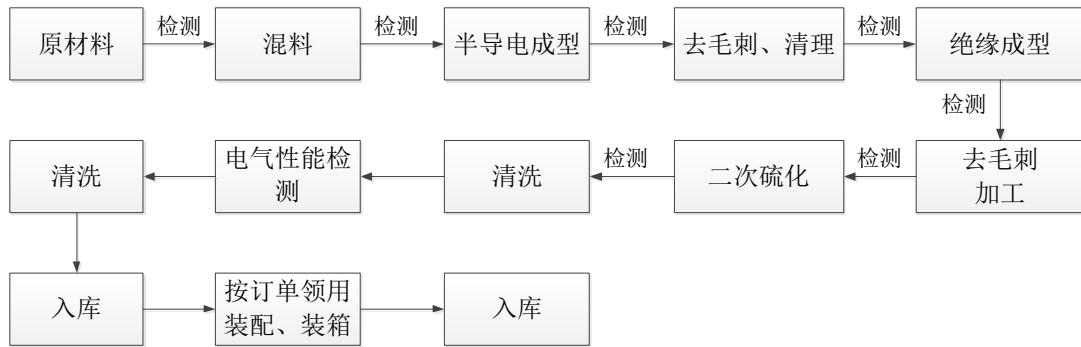 原材料
检测
混料
检测
半导电成型
检测
去毛刺、清理
检测
绝缘成型
检测
去毛刺
加工
检测
二次硫化
检测
清洗
电气性能检
测
清洗
入库
按订单领用
装配、装箱
入库